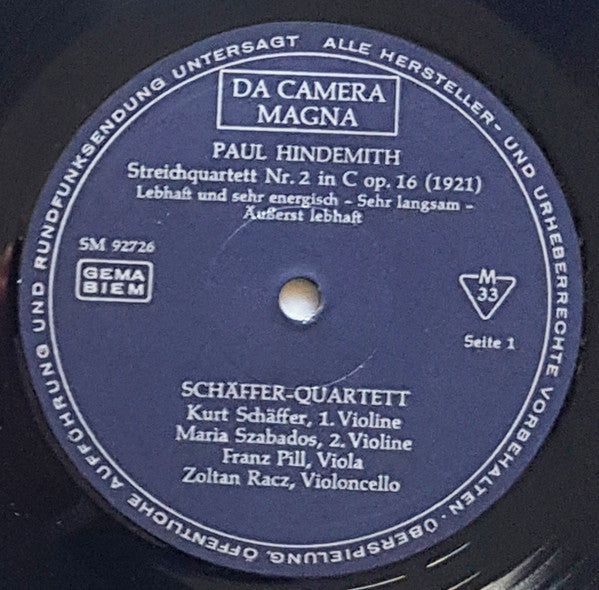 ALLE HERSTELLER- UND URHEBERRECHTE VORBEHALTEN · ÜBERSPIELUNG, ÖFFENTLICHE AUFFÜHRUNG UND RUNDFUNKSENDUNG UNTERSAGT
DA CAMERA
MAGNA
PAUL HINDEMITH
Streichquartett Nr. 2 in C op. 16 (1921)
Lebhaft und sehr energisch - Sehr langsam -
Äußerst lebhaft
SM 92726
GEMA
BIEM
M
33
Seite 1
SCHÄFFER-QUARTETT
Kurt Schäffer, 1. Violine
Maria Szabados, 2. Violine
Franz Pill, Viola
Zoltan Racz, Violoncello